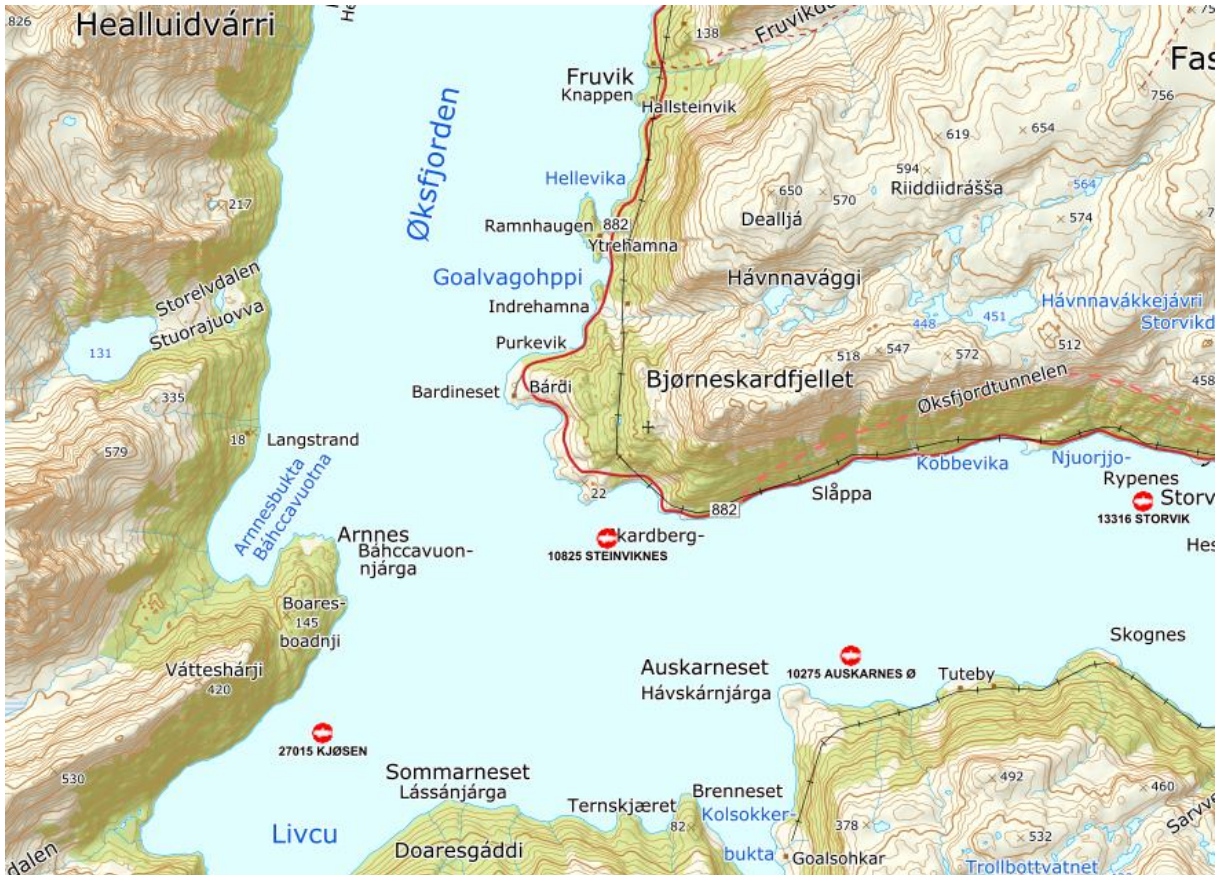 826
Healluidvárri
138
Fruvikda
Fruvik
Knappen
Hallsteinvik
Fas
756
619
654
594
Riiddiidrášša
564
Øksfjorden
Hellevika
650
570
Dealljá
574
217
Ramnhaugen
882
Ytrehamna
Storelvdalen
Stuorajuovva
Goalvagohppi
Hávnnavággi
Indrehamna
Hávnnavákkejávri
448
451
Storvikd
131
Purkevik
518
547
572
512
Bardineset
Bárdi
Bjørneskardfjellet
Øksfjordtunnelen
458
335
18
Langstrand
579
Arnnesbukta
Báhccavuotna
Kobbevika
Njuorjjo-
22
Slåppa
Rypenes
Storv
882
13316 STORVIK
Arnnes
Báhccavuon-
njárga
kardberg-
10825 STEINVIKNES
Hes
Boares-
145
boadnji
Skognes
Vátteshárji
420
Auskarneset
Hávskárnjárga
10275 AUSKARNES Ø
Tuteby
27015 KJØSEN
530
Sommarneset
Lássánjárga
Ternskjæret
Brenneset
82
Kolsokker-
bukta
492
460
378
532
Sarvve
Livcu
Doaresgáddi
Goalsohkar
Trollbottvatnet
dalen